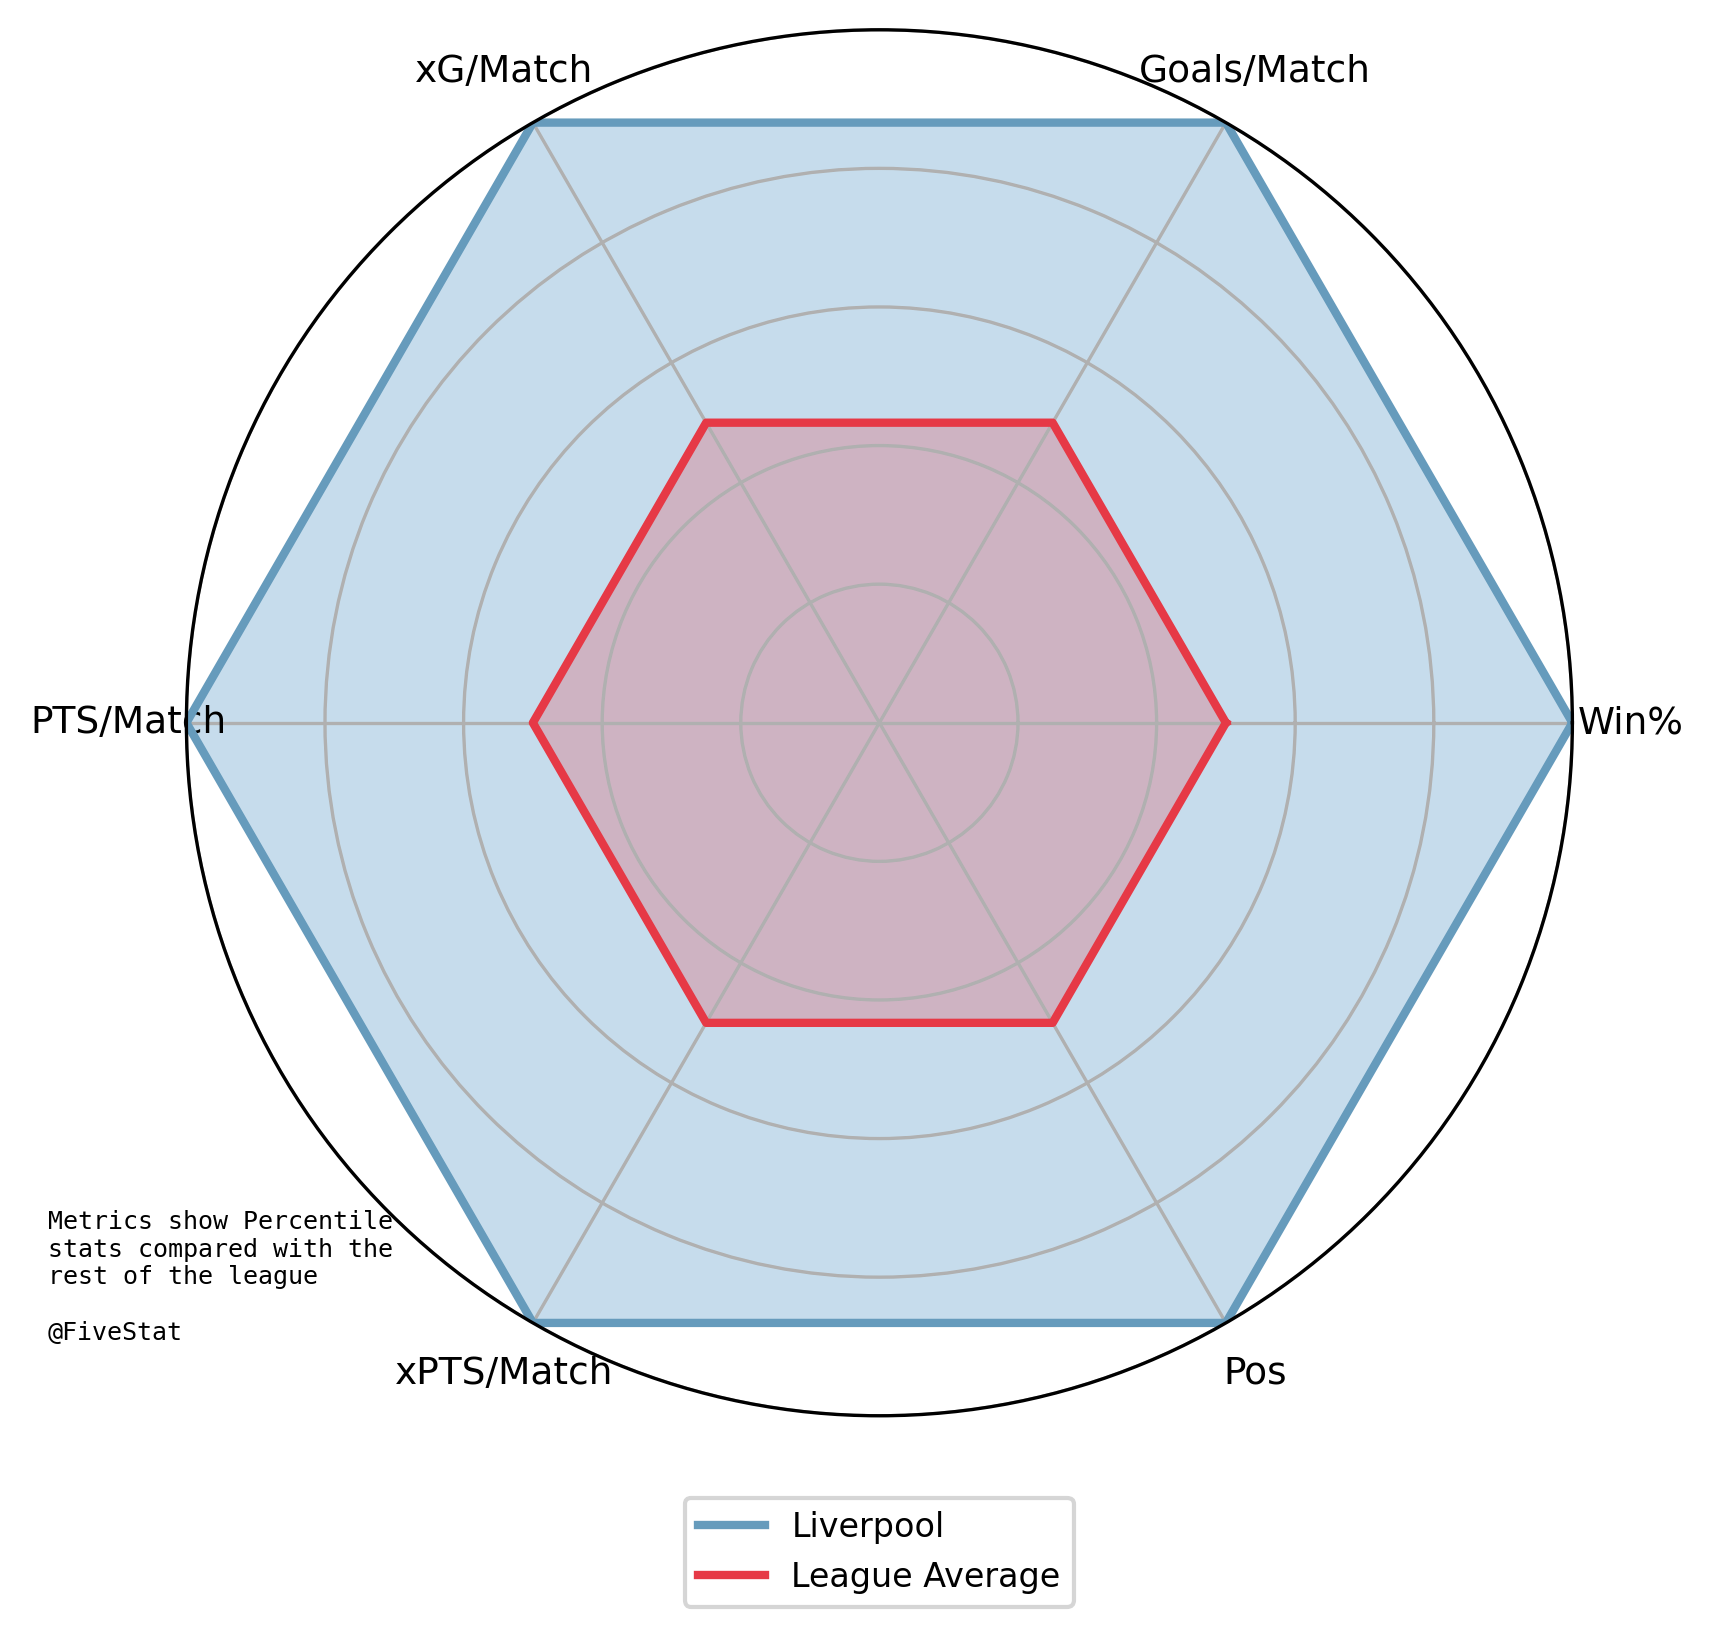 xG/Match
Goals/Match
PTS/Match
Win%
Metrics show Percentile
stats compared with the
rest of the league
@FiveStat
xPTS/Match
Pos
Liverpool
League Average